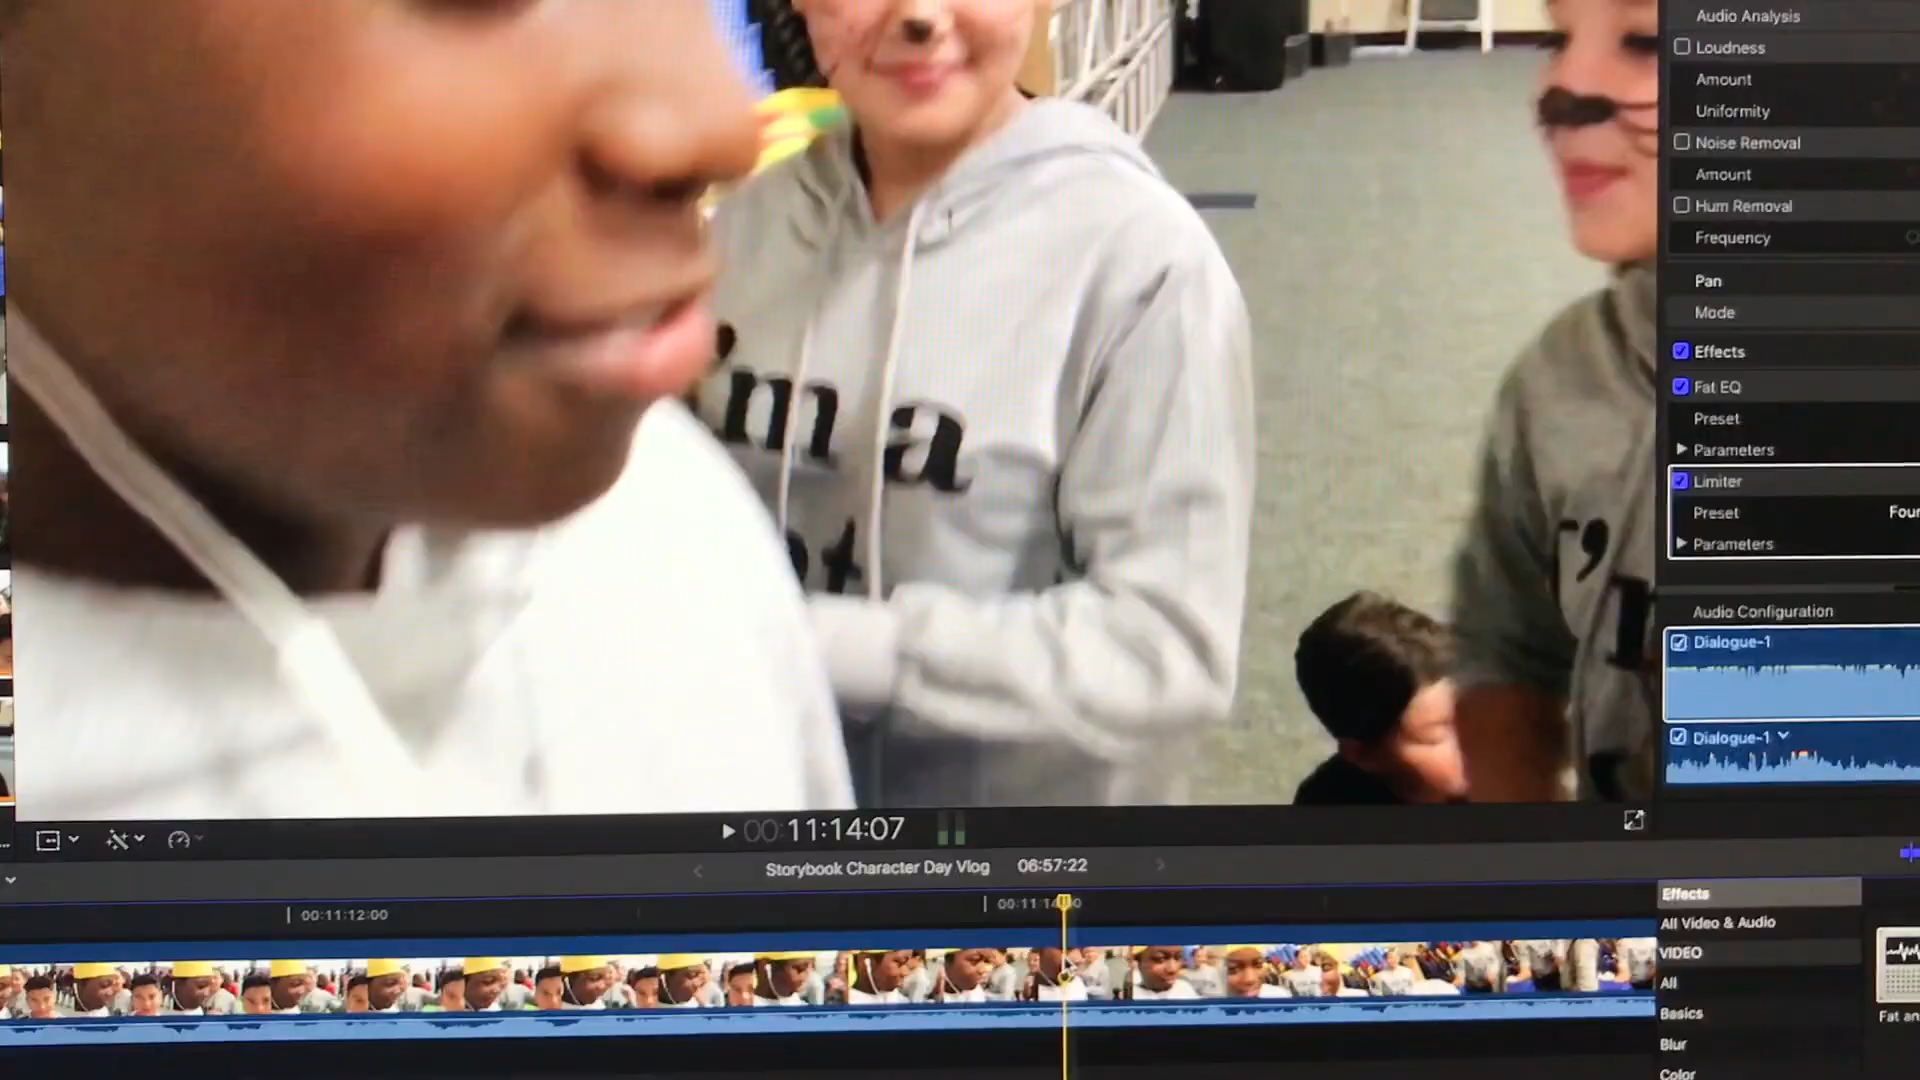 Audio Analysis
Loudness
Amount
Uniformity
Noise Removal
Amount
Hum Removal
Frequency
Pan
Mode
Effects
Fat EQ
Preset
Parameters
Limiter
Preset
Parameters
Audio Configuration
Dialogue-1
Dialogue-1
'm a
00:11:14:07
Storybook Character Day Vlog 06:57:22
00:11:12:00
Effects
All Video & Audio
VIDEO
All
Basics
Blur
Color